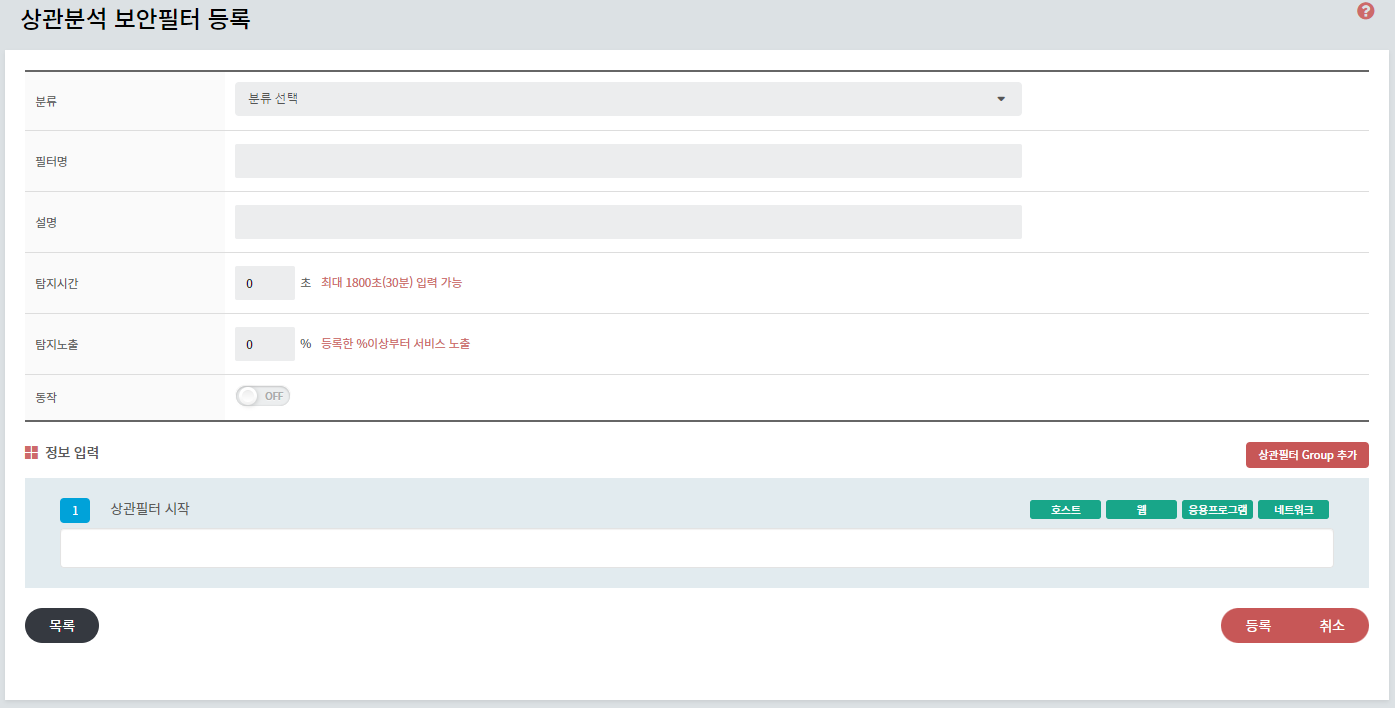 상관분석 보안필터 등록
분류 분류 선택
필터명
설명
탐지시간 0 초 최대 1800초(30분) 입력 가능
탐지노출 0 % 등록한 %이상부터 서비스 노출
동작 OFF
정보 입력 상관필터 Group 추가
1 상관필터 시작 호스트 웹 응용프로그램 네트워크
목록 등록 취소